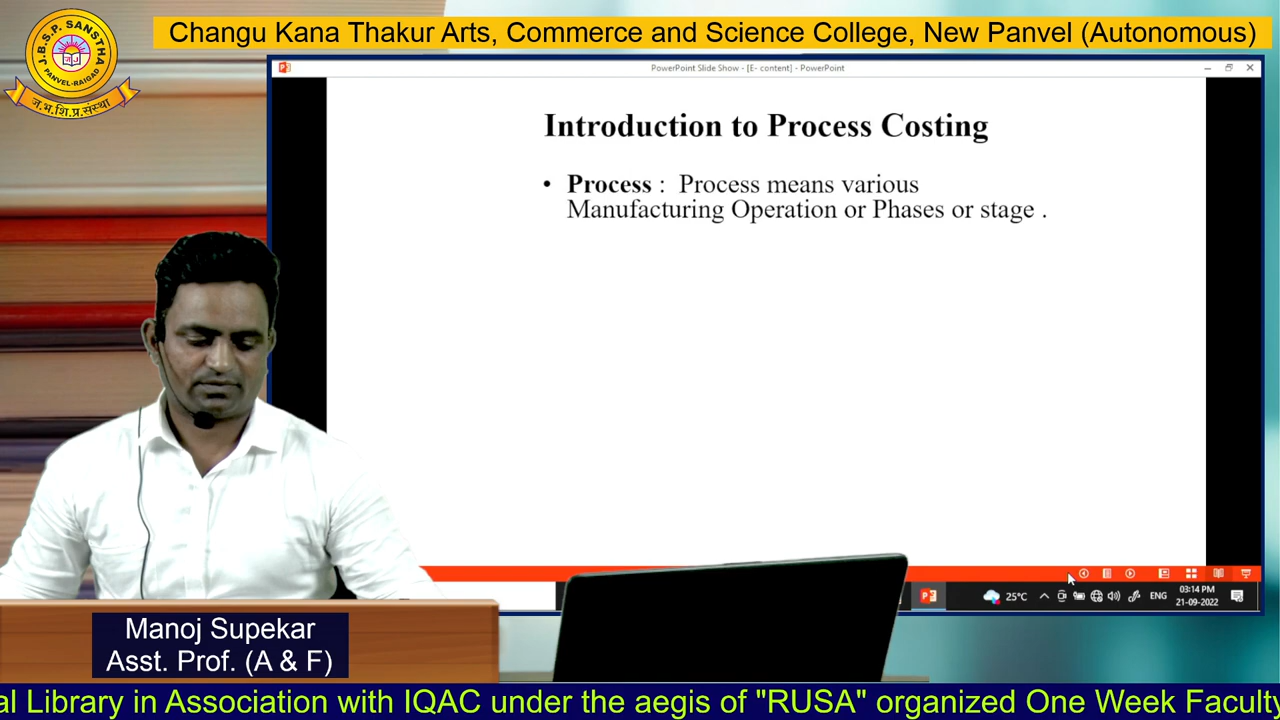 J.B.S.P. SANSTHA
PANVEL-RAIGAD
ज.भ.शि.प्र.संस्था
Changu Kana Thakur Arts, Commerce and Science College, New Panvel (Autonomous)
PowerPoint Slide Show - [E- content] - PowerPoint
Introduction to Process Costing
• Process : Process means various
Manufacturing Operation or Phases or stage .
25°C
ENG
03:14 PM
21-09-2022
Manoj Supekar
Asst. Prof. (A & F)
al Library in Association with IQAC under the aegis of "RUSA" organized One Week Faculty